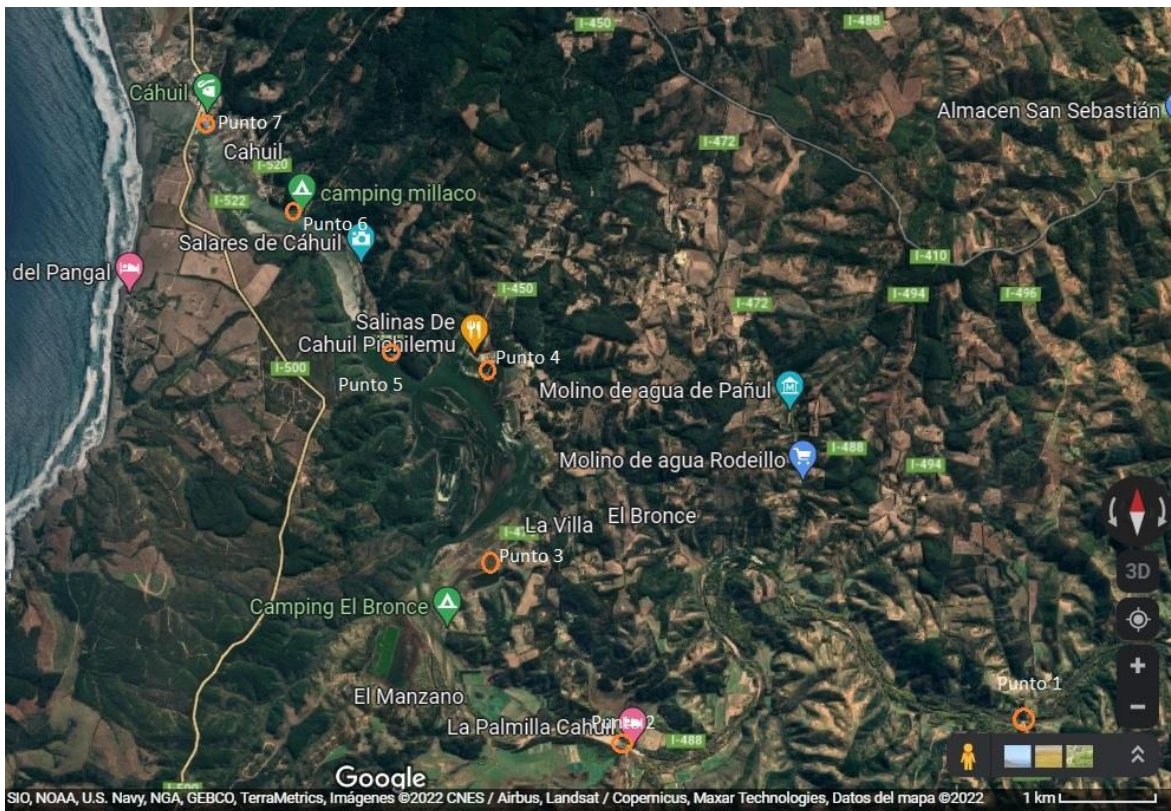 I-450
I-488
Cáhuil
Almacen San Sebastián
Punto 7
Cahuil
I-472
I-520
camping millaco
I-522
Punto 6
Salares de Cáhuil
I-410
del Pangal
I-450
I-472
I-494
I-496
Salinas De
Cahuil Pichilemu
Punto 4
I-500
Punto 5
Molino de agua de Pañul
I-488
Molino de agua Rodeillo
I-494
La Villa
El Bronce
Punto 3
3D
Camping El Bronce
El Manzano
Punto 1
La Palmilla Cahuil
Punto 2
I-488
Google
SIO, NOAA, U.S. Navy, NGA, GEBCO, TerraMetrics, Imágenes ©2022 CNES / Airbus, Landsat / Copernicus, Maxar Technologies, Datos del mapa ©2022
1 km